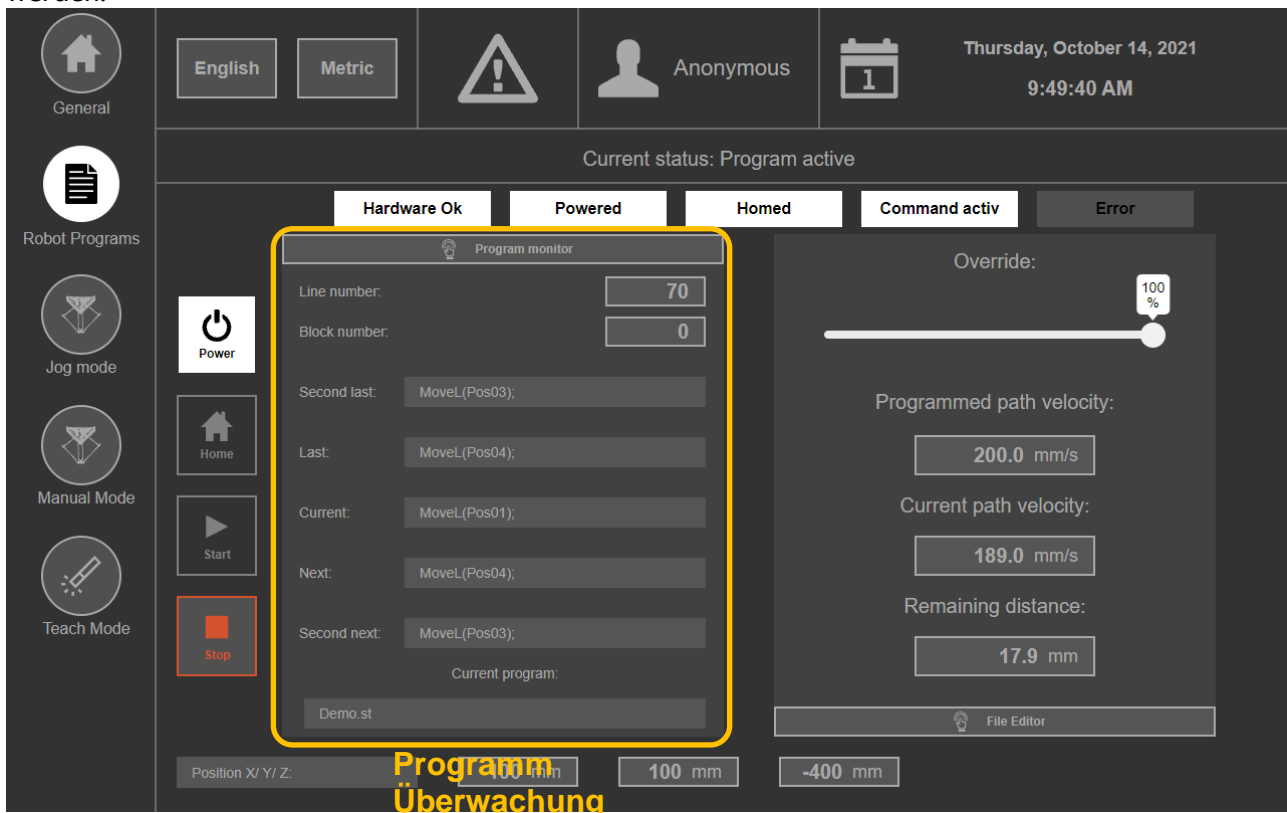 General
English
Metric
Anonymous
1
Thursday, October 14, 2021
9:49:40 AM
Current status: Program active
Robot Programs
Hardware Ok
Powered
Homed
Command activ
Error
Program monitor
Line number:
70
Block number:
0
Second last:
MoveL(Pos03);
Last:
MoveL(Pos04);
Current:
MoveL(Pos01);
Next:
MoveL(Pos04);
Second next:
MoveL(Pos03);
Current program:
Demo.st
Power
Home
Start
Stop
Jog mode
Manual Mode
Teach Mode
Override:
100
%
Programmed path velocity:
200.0 mm/s
Current path velocity:
189.0 mm/s
Remaining distance:
17.9 mm
File Editor
Position X/ Y/ Z:
mm
100 mm
-400 mm
Programm
Überwachung